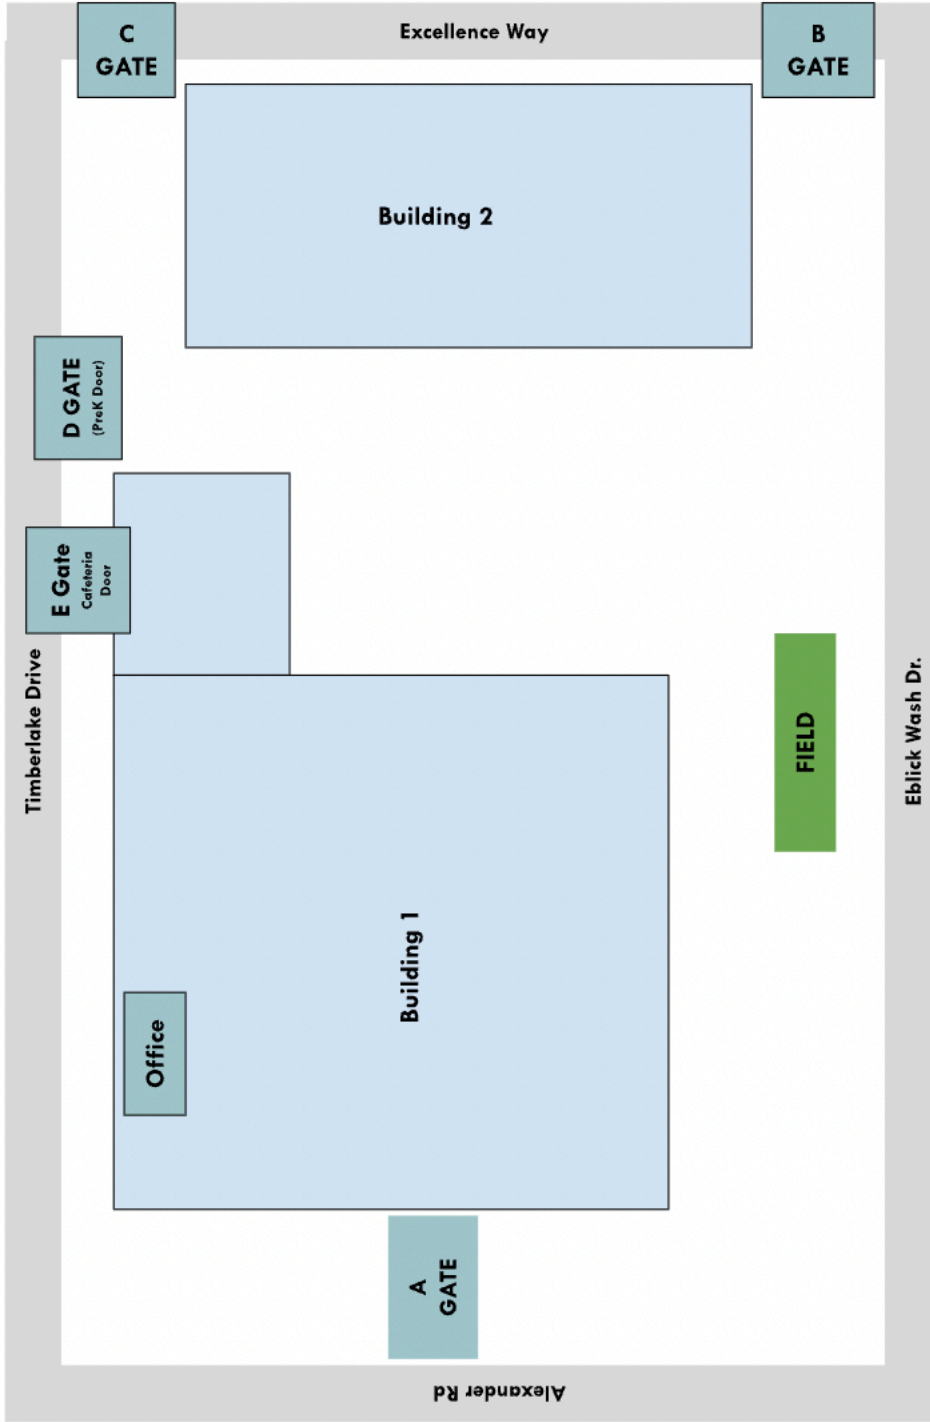 C
GATE
Excellence Way
B
GATE
Building 2
D GATE
(PreK Door)
E Gate
Cafeteria
Door
Timberlake Drive
FIELD
Eblick Wash Dr.
Building 1
Office
A
GATE
Alexander Rd